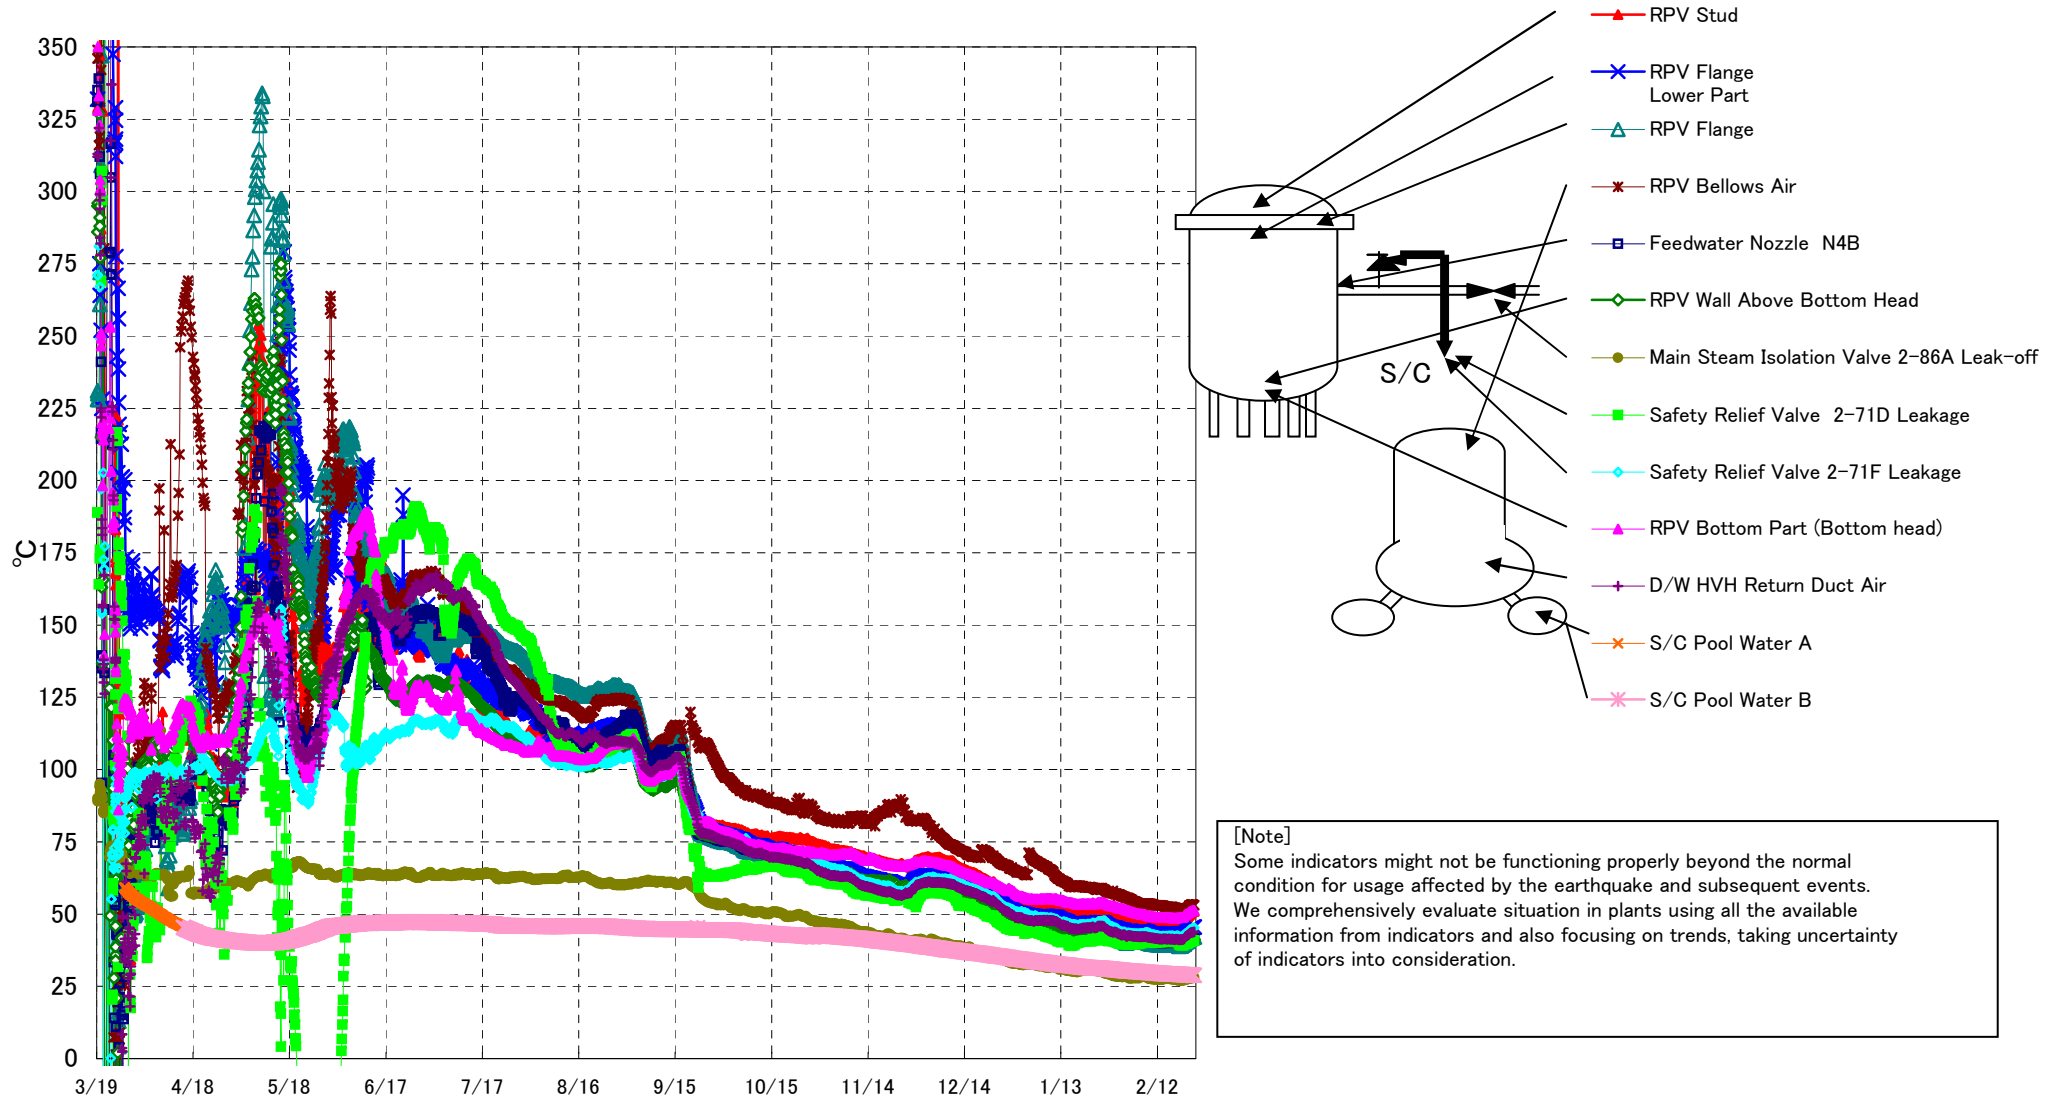 350
325
300
275
250
225
200
175
150
125
100
75
50
25
0
℃
3/19 4/18 5/18 6/17 7/17 8/16 9/15 10/15 11/14 12/14 1/13 2/12
RPV Stud
RPV Flange
Lower Part
RPV Flange
RPV Bellows Air
Feedwater Nozzle N4B
RPV Wall Above Bottom Head
Main Steam Isolation Valve 2-86A Leak-off
Safety Relief Valve 2-71D Leakage
Safety Relief Valve 2-71F Leakage
RPV Bottom Part (Bottom head)
D/W HVH Return Duct Air
S/C Pool Water A
S/C Pool Water B
S/C
[Note]
Some indicators might not be functioning properly beyond the normal
condition for usage affected by the earthquake and subsequent events.
We comprehensively evaluate situation in plants using all the available
information from indicators and also focusing on trends, taking uncertainty
of indicators into consideration.